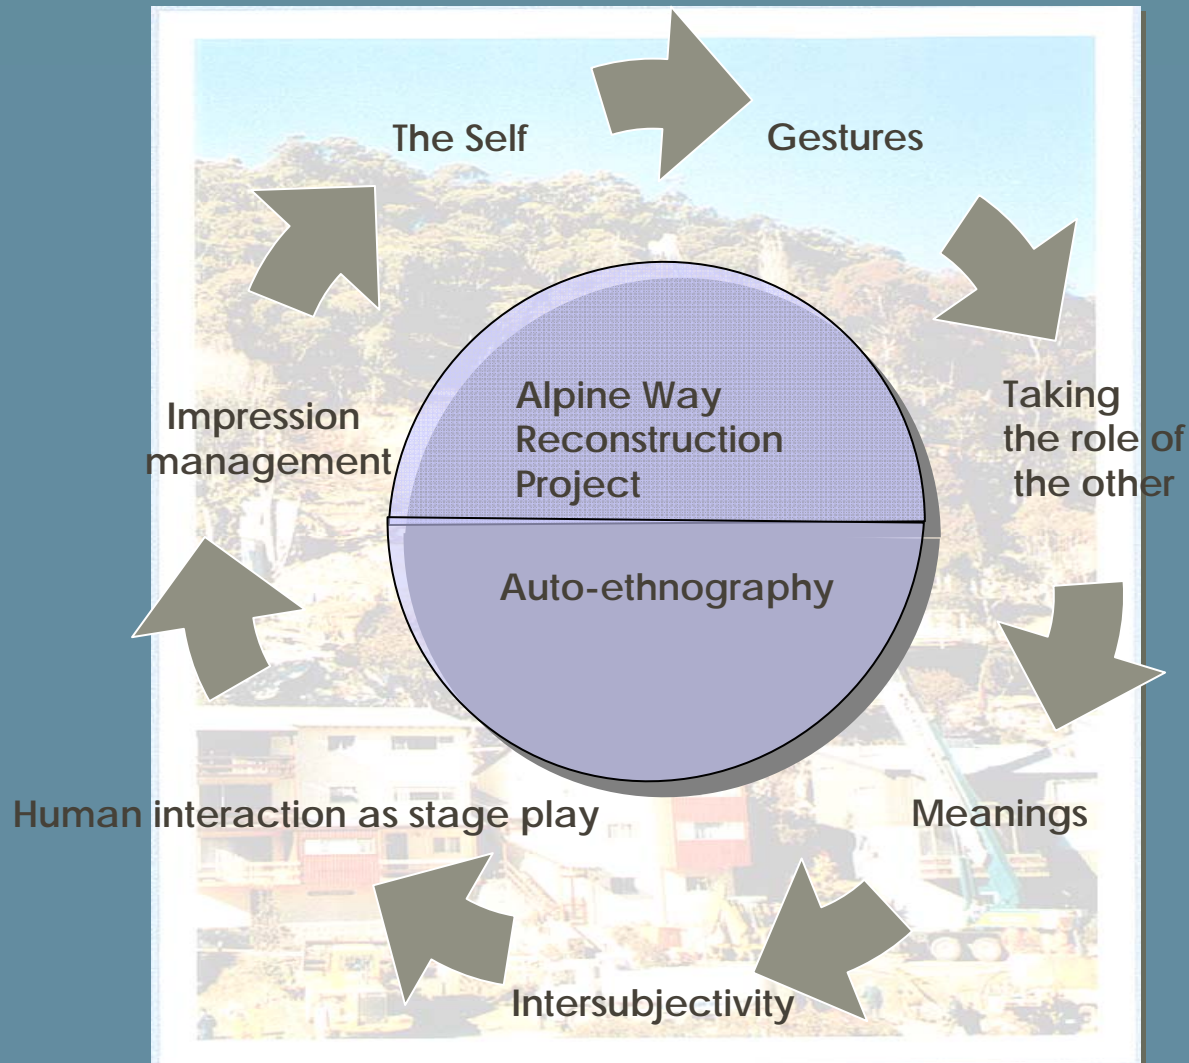 The Self
Gestures
Taking
the role of
the other
Meanings
Intersubjectivity
Human interaction as stage play
Impression
management
Alpine Way
Reconstruction
Project
Auto-ethnography